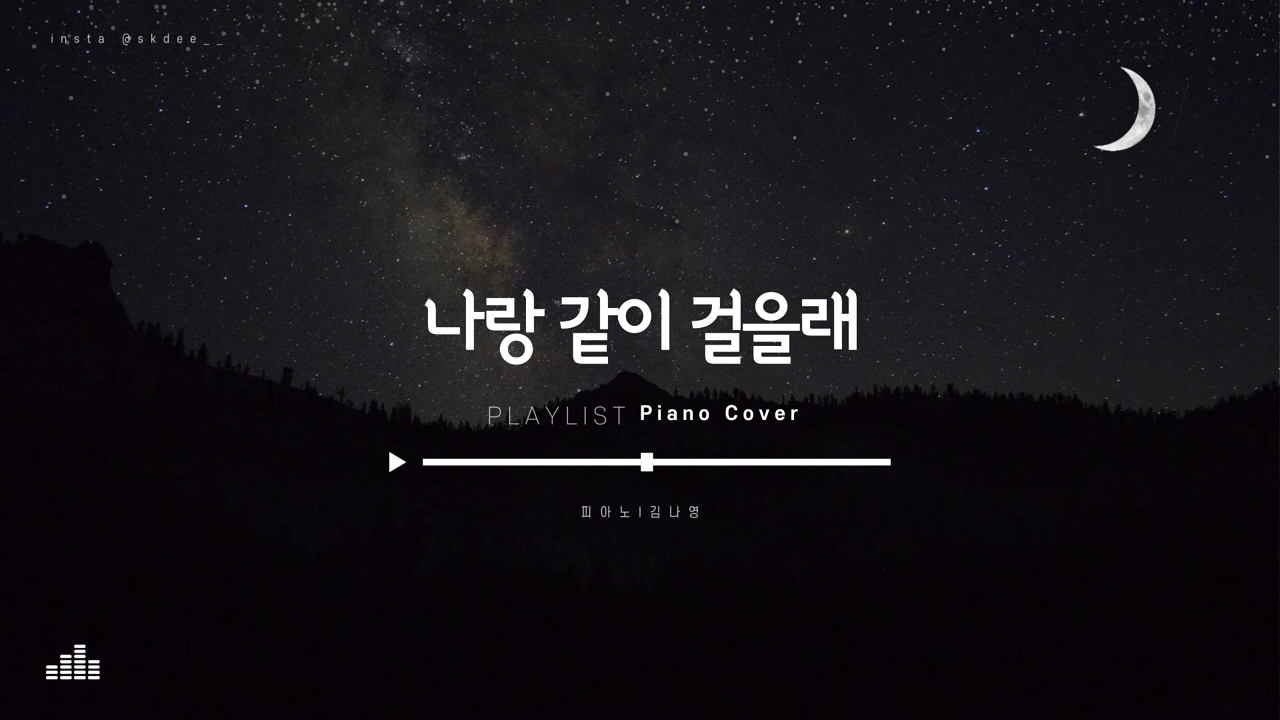 insta @skdee__
나랑 같이 걸을래
PLAYLIST Piano Cover
피아노 | 김나영